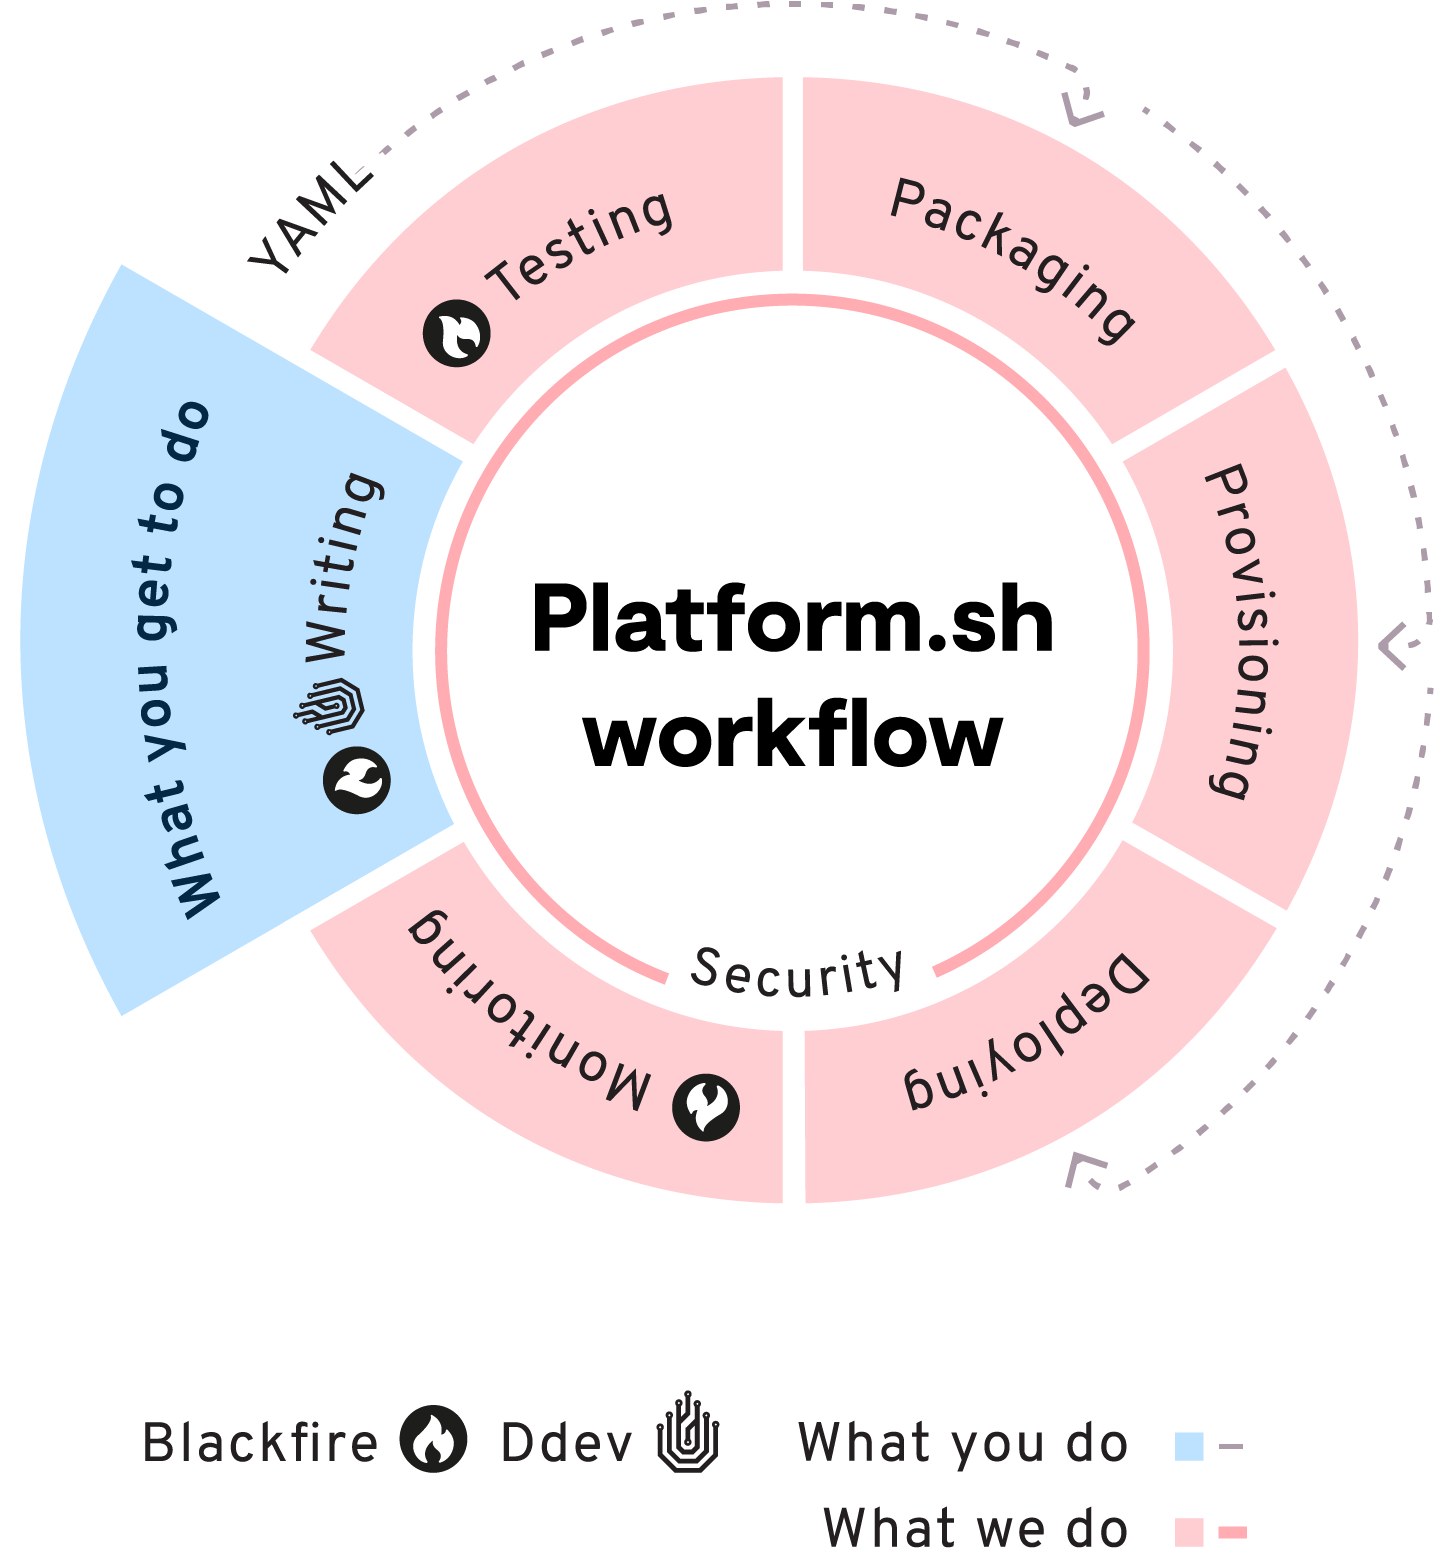 YAML
Testing
Packaging
Provisioning
Deploying
Monitoring
What you get to do
Writing
Platform.sh
workflow
Security
Blackfire
Ddev
What you do
What we do